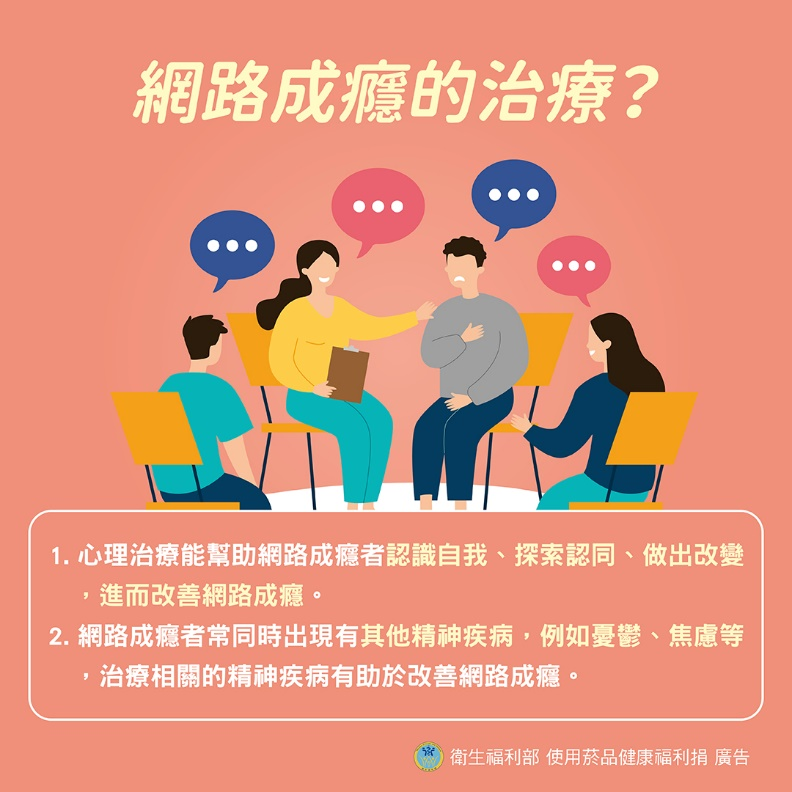 網路成癮的治療？
1. 心理治療能幫助網路成癮者認識自我、探索認同、做出改變
，進而改善網路成癮。
2. 網路成癮者常同時出現有其他精神疾病，例如憂鬱、焦慮等
，治療相關的精神疾病有助於改善網路成癮。
衛生福利部 使用菸品健康福利捐 廣告